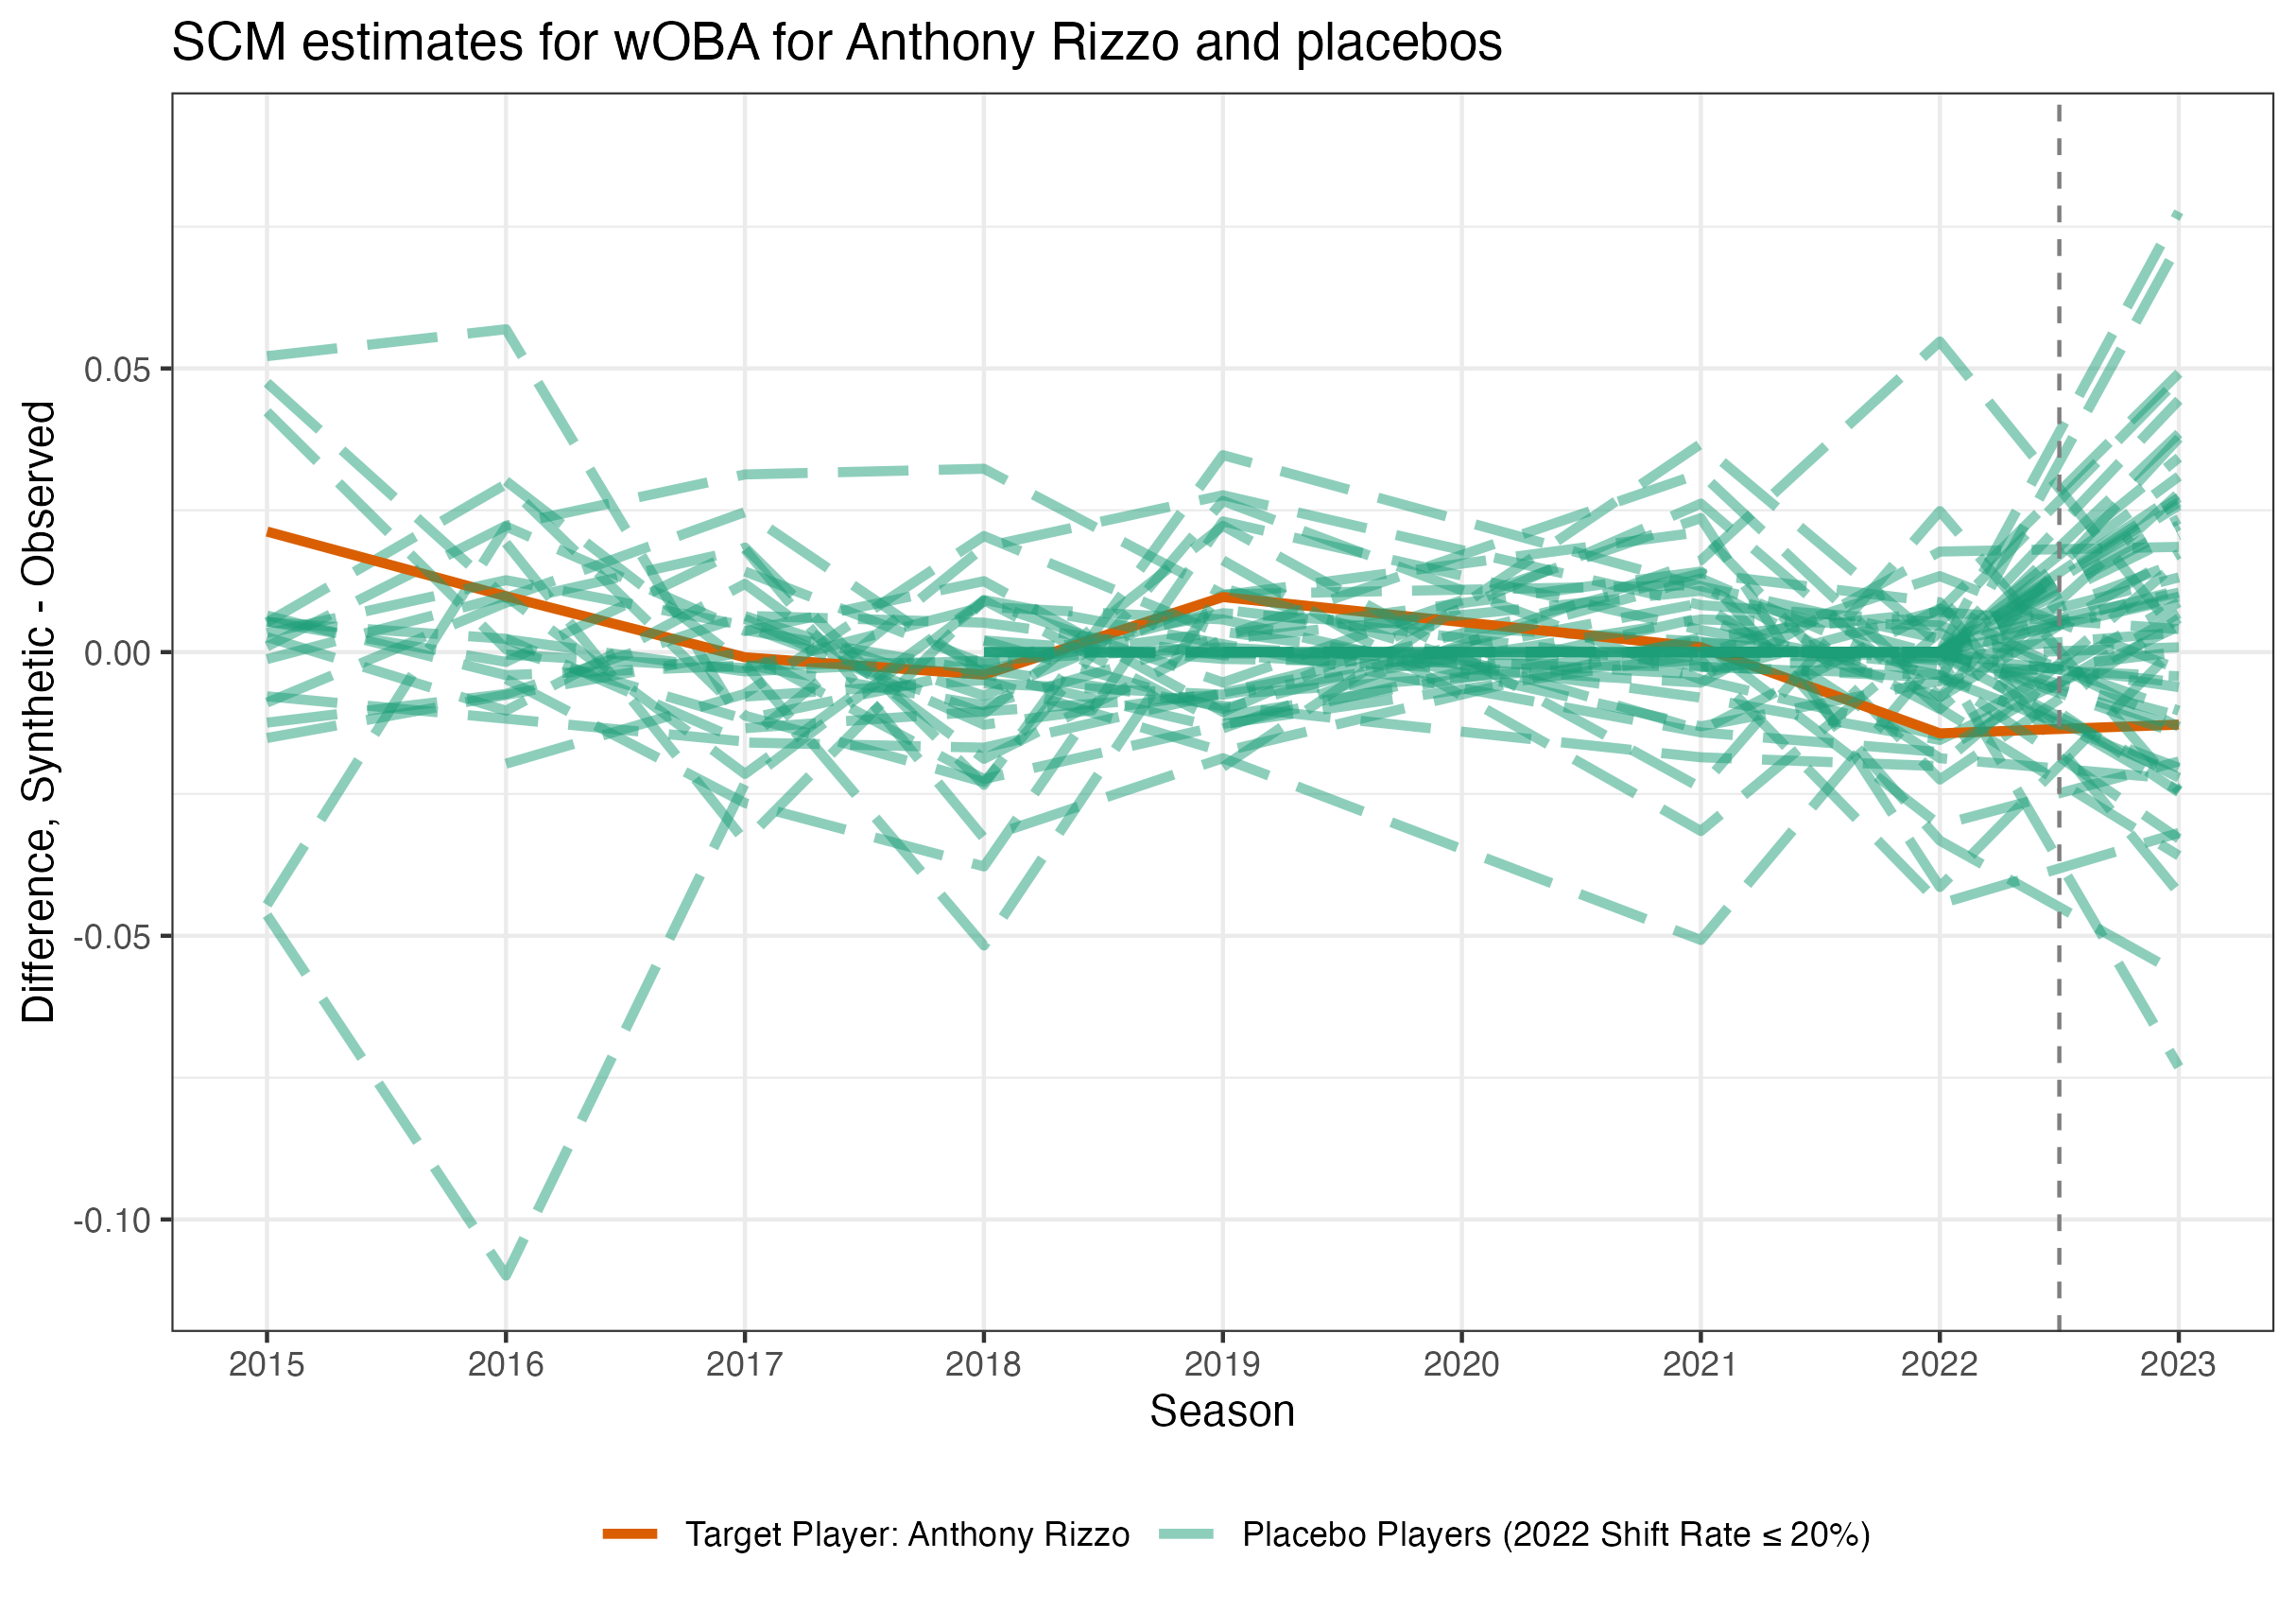 SCM estimates for wOBA for Anthony Rizzo and placebos
Difference, Synthetic - Observed
0.05
0.00
-0.05
-0.10
2015 2016 2017 2018 2019 2020 2021 2022 2023
Season
Target Player: Anthony Rizzo Placebo Players (2022 Shift Rate ≤ 20%)